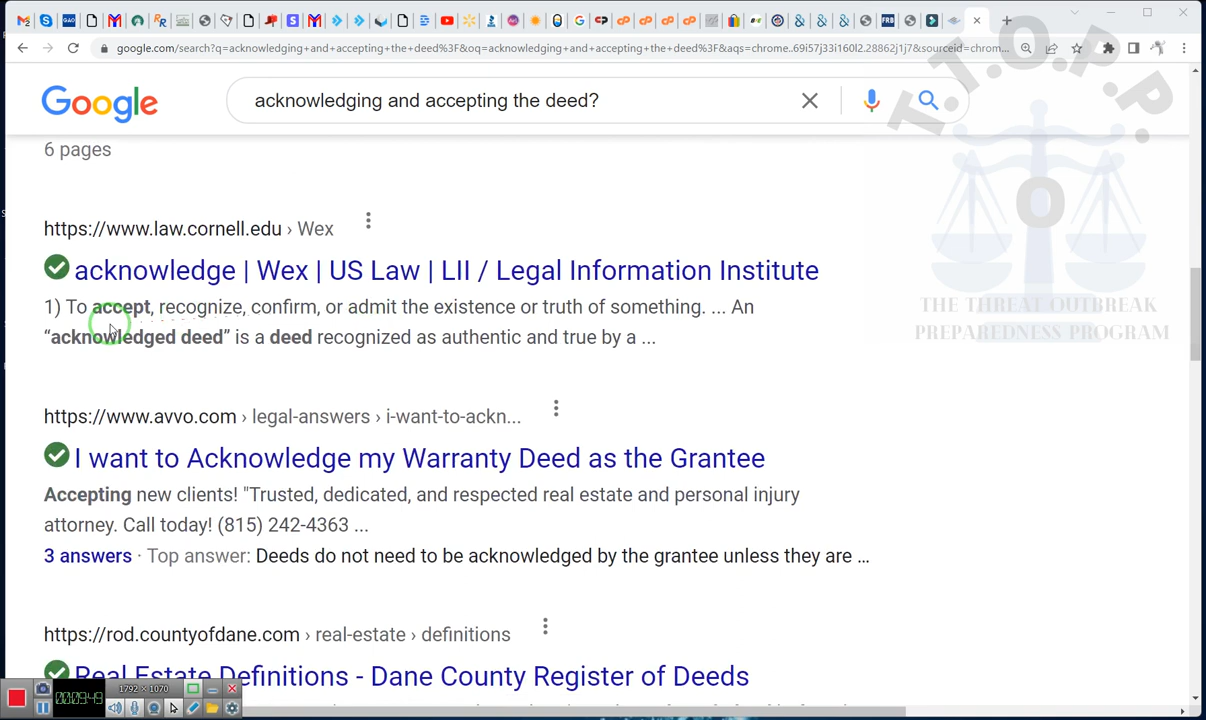 google.com/search?q=acknowledging+and+accepting+the+deed%3F&oq=acknowledging+and+accepting+the+deed%3F&aqs=chrome..69i57j33i160l2.28862j1j7&sourceid=chrom...
T.T.O.P.P.
Google
acknowledging and accepting the deed?
6 pages
O
https://www.law.cornell.edu › Wex
acknowledge | Wex | US Law | LII / Legal Information Institute
1) To accept, recognize, confirm, or admit the existence or truth of something. ... An
“acknowledged deed” is a deed recognized as authentic and true by a ...
THE THREAT OUTBREAK
PREPAREDNESS PROGRAM
https://www.avvo.com › legal-answers › i-want-to-ackn...
I want to Acknowledge my Warranty Deed as the Grantee
Accepting new clients! "Trusted, dedicated, and respected real estate and personal injury
attorney. Call today! (815) 242-4363 ...
3 answers · Top answer: Deeds do not need to be acknowledged by the grantee unless they are ...
https://rod.countyofdane.com › real-estate › definitions
Real Estate Definitions - Dane County Register of Deeds
1792 × 1070
00:09:49